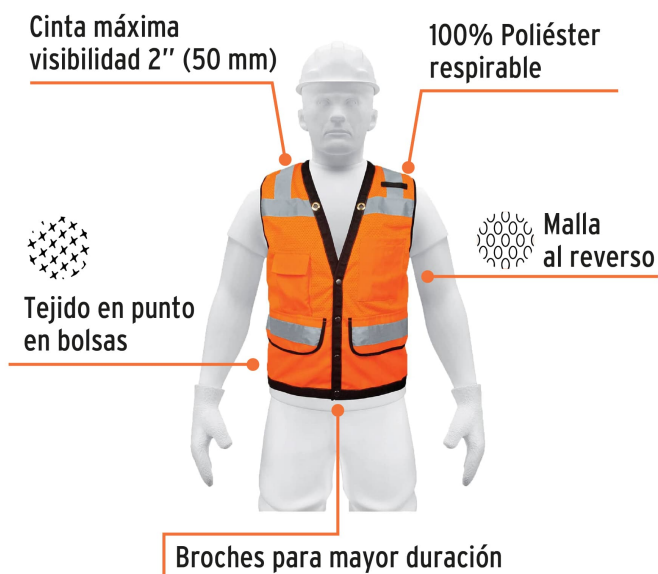 Cinta máxima
visibilidad 2" (50 mm)
100% Poliéster
respirable
Malla
al reverso
Tejido en punto
en bolsas
Broches para mayor duración